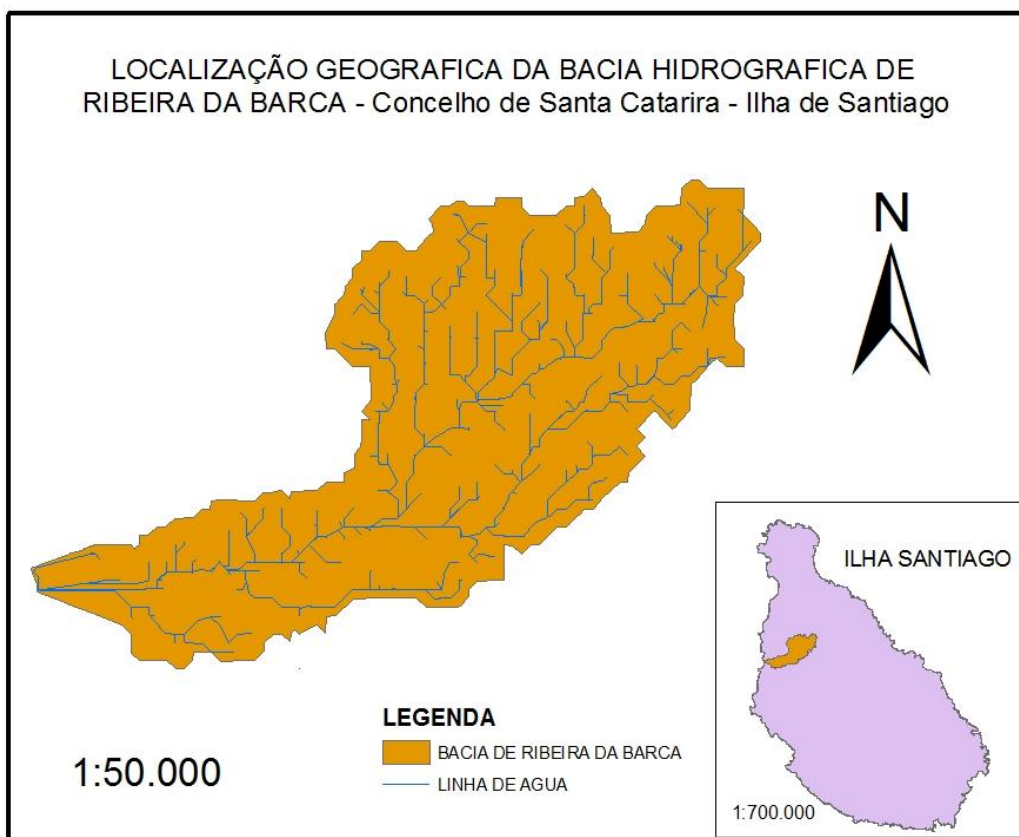 LOCALIZAÇÃO GEOGRAFICA DA BACIA HIDROGRAFICA DE
RIBEIRA DA BARCA - Concelho de Santa Catarira - Ilha de Santiago
N
ILHA SANTIAGO
LEGENDA
BACIA DE RIBEIRA DA BARCA
LINHA DE AGUA
1:50.000
1:700.000